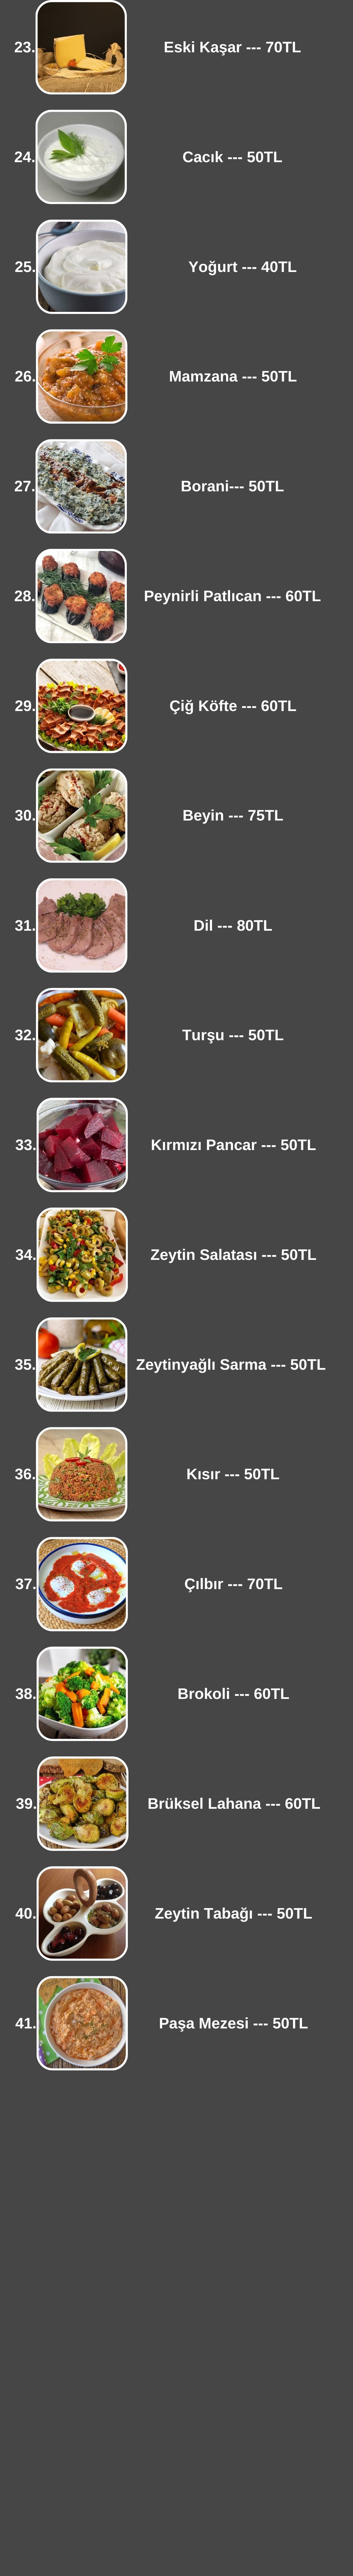 23. Eski Kaşar --- 70TL
24. Cacık --- 50TL
25. Yoğurt --- 40TL
26. Mamzana --- 50TL
27. Borani--- 50TL
28. Peynirli Patlıcan --- 60TL
29. Çiğ Köfte --- 60TL
30. Beyin --- 75TL
31. Dil --- 80TL
32. Turşu --- 50TL
33. Kırmızı Pancar --- 50TL
34. Zeytin Salatası --- 50TL
35. Zeytinyağlı Sarma --- 50TL
36. Kısır --- 50TL
37. Çılbır --- 70TL
38. Brokoli --- 60TL
39. Brüksel Lahana --- 60TL
40. Zeytin Tabağı --- 50TL
41. Paşa Mezesi --- 50TL